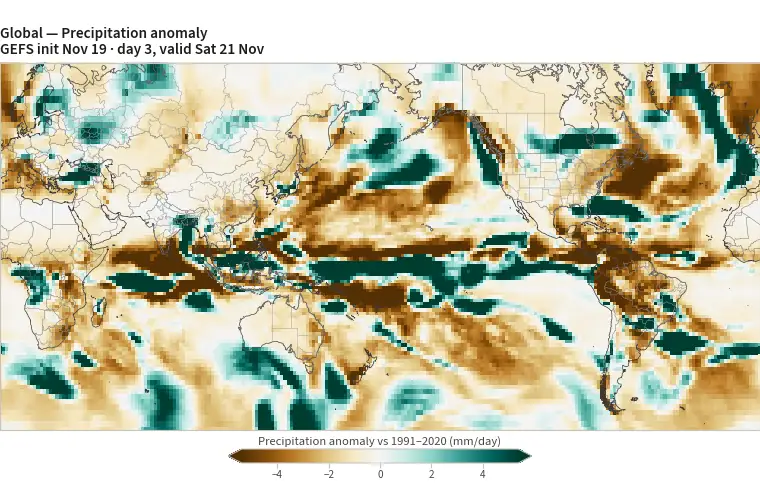 Global — Precipitation anomaly
GEFS init Nov 19 · day 3, valid Sat 21 Nov
Precipitation anomaly vs 1991–2020 (mm/day)
−4 −2 0 2 4